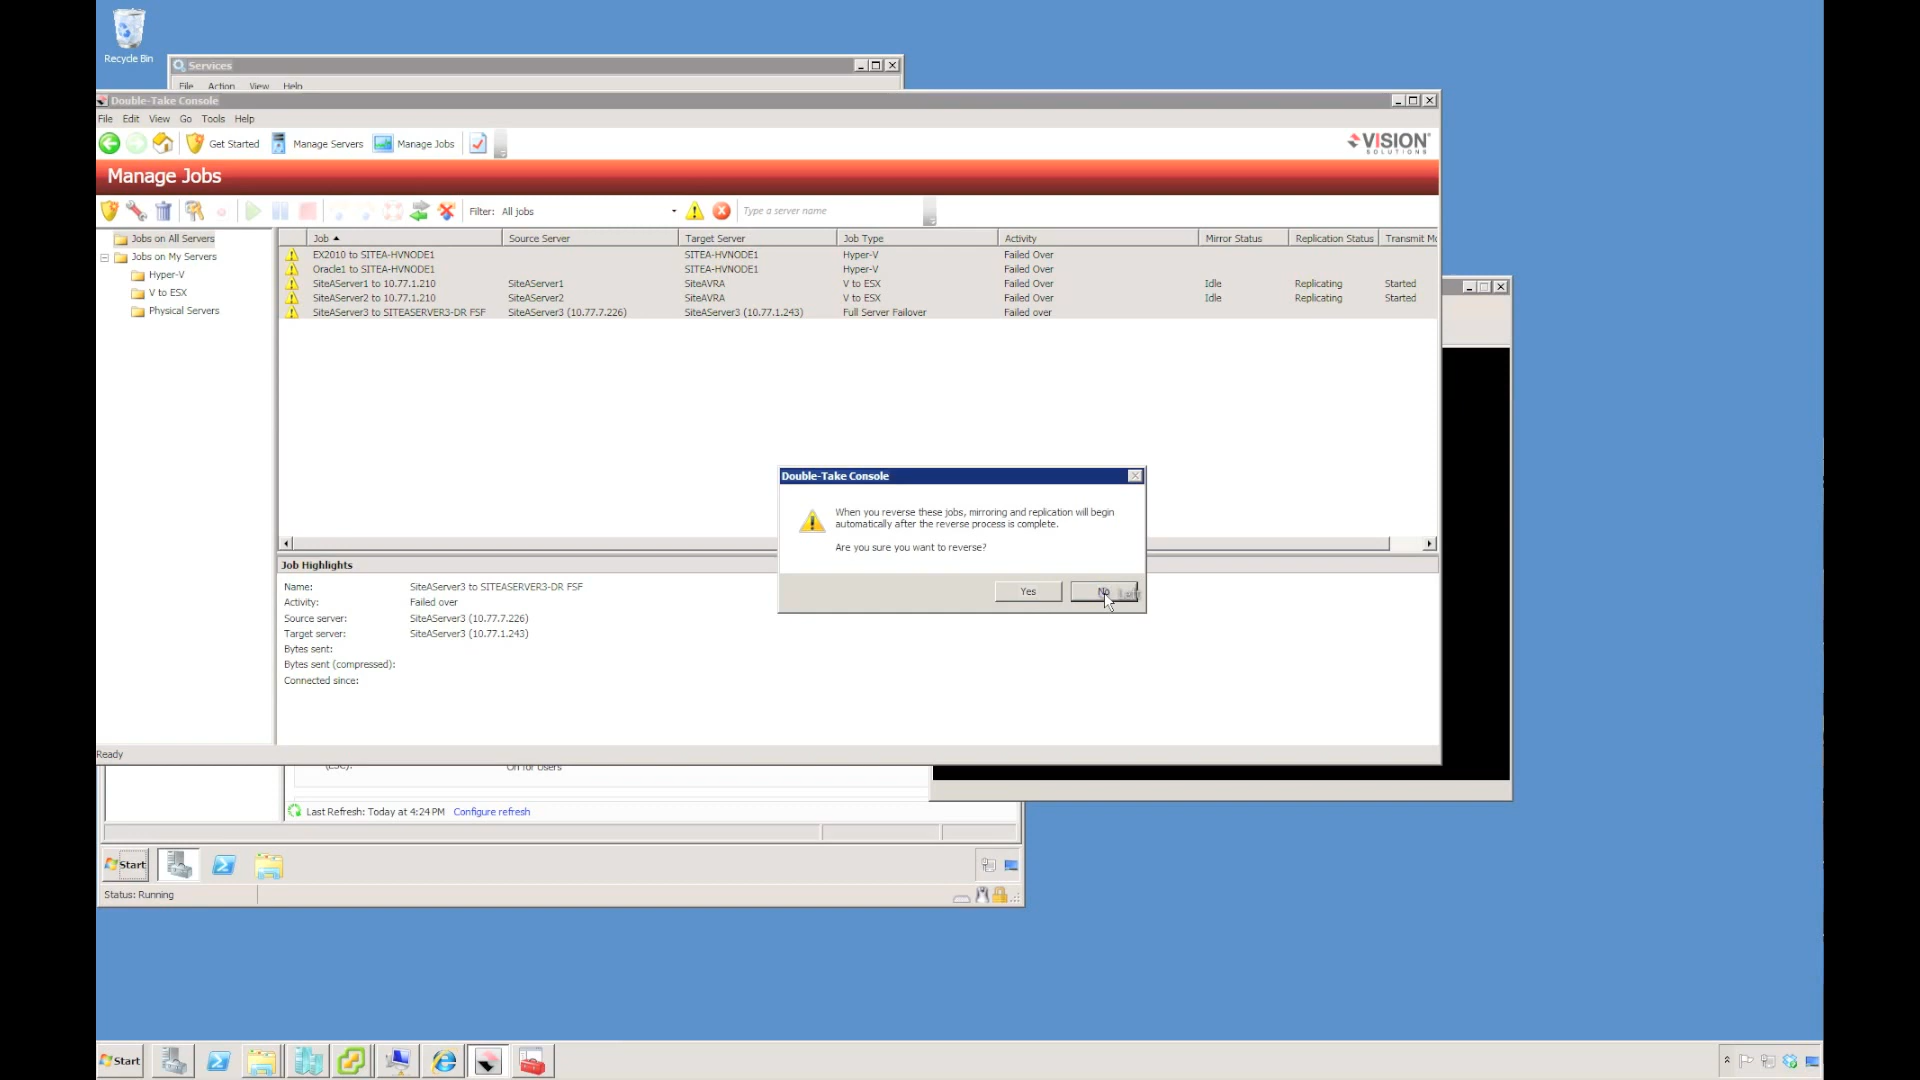 Recycle Bin
Services
File Action View Help
Double-Take Console
File Edit View Go Tools Help
Get Started Manage Servers Manage Jobs
VISION
SOLUTIONS
Manage Jobs
Filter: All jobs Type a server name
Jobs on All Servers
Jobs on My Servers
Hyper-V
V to ESX
Physical Servers
Job Source Server Target Server Job Type Activity Mirror Status Replication Status Transmit Mo
EX2010 to SITEA-HVNODE1 SITEA-HVNODE1 Hyper-V Failed Over
Oracle1 to SITEA-HVNODE1 SITEA-HVNODE1 Hyper-V Failed Over
SiteAServer1 to 10.77.1.210 SiteAServer1 SiteAVRA V to ESX Failed Over Idle Replicating Started
SiteAServer2 to 10.77.1.210 SiteAServer2 SiteAVRA V to ESX Failed Over Idle Replicating Started
SiteAServer3 to SITEASERVER3-DR FSF SiteAServer3 (10.77.7.226) SiteAServer3 (10.77.1.243) Full Server Failover Failed over
Double-Take Console
When you reverse these jobs, mirroring and replication will begin
automatically after the reverse process is complete.
Are you sure you want to reverse?
Yes No
Job Highlights
Name: SiteAServer3 to SITEASERVER3-DR FSF
Activity: Failed over
Source server: SiteAServer3 (10.77.7.226)
Target server: SiteAServer3 (10.77.1.243)
Bytes sent:
Bytes sent (compressed):
Connected since:
Ready
On for Users
Last Refresh: Today at 4:24 PM Configure refresh
Start
Status: Running
Start